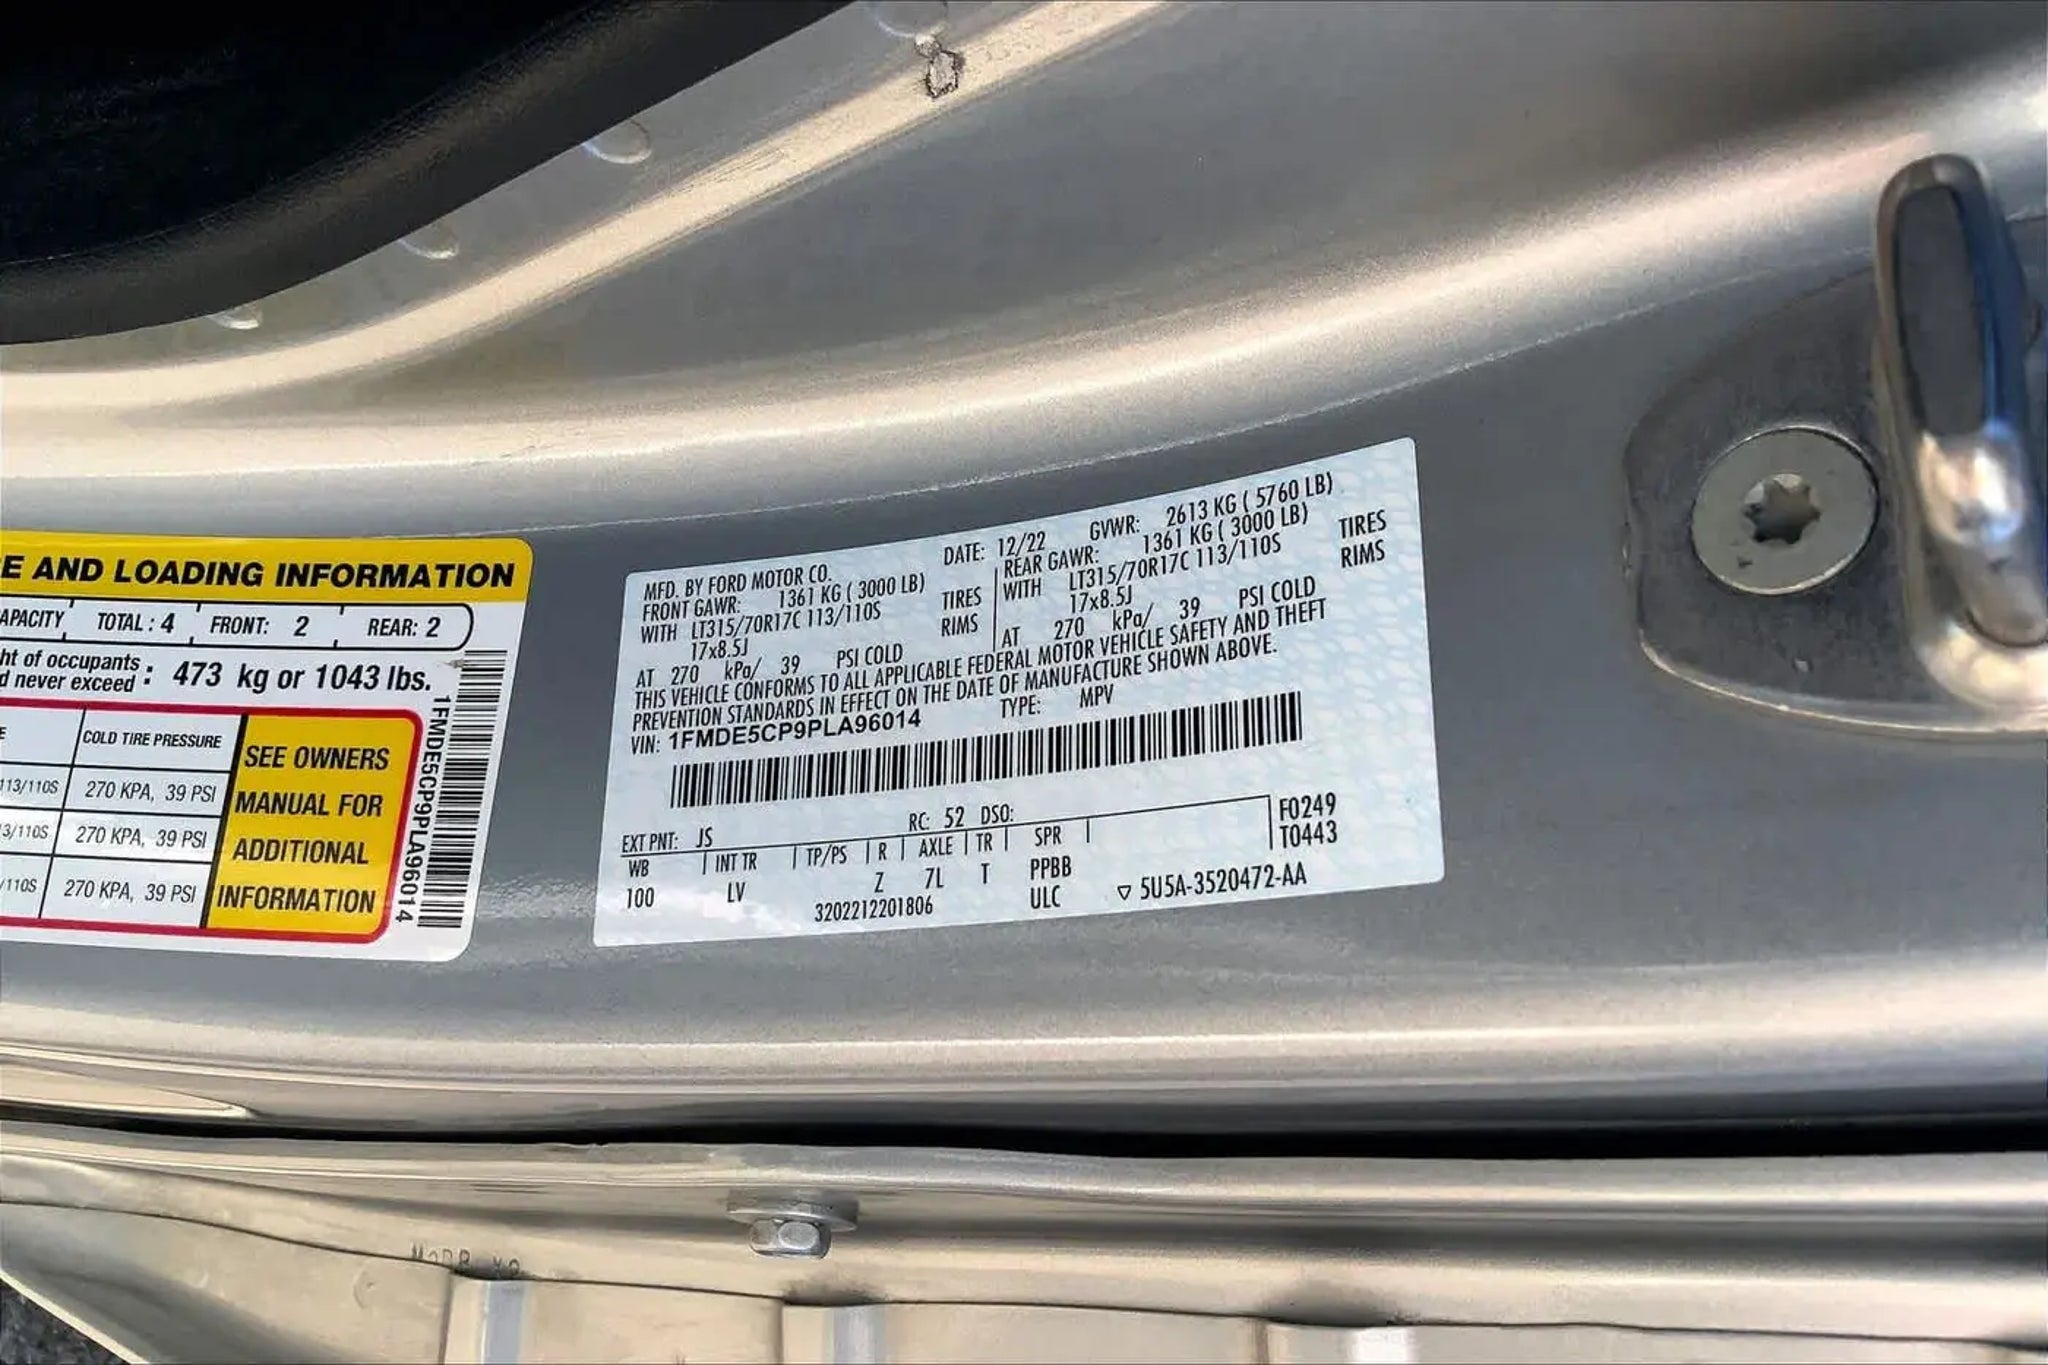 E AND LOADING INFORMATION
APACITY TOTAL: 4 FRONT: 2 REAR: 2
ht of occupants
d never exceed : 473 kg or 1043 lbs.
COLD TIRE PRESSURE
113/110S 270 KPA, 39 PSI
3/110S 270 KPA, 39 PSI
/110S 270 KPA, 39 PSI
SEE OWNERS
MANUAL FOR
ADDITIONAL
INFORMATION
1FMDE5CP9PLA96014
MFD. BY FORD MOTOR CO. DATE: 12/22 GVWR: 2613 KG ( 5760 LB)
FRONT GAWR: 1361 KG ( 3000 LB)
WITH LT315/70R17C 113/110S TIRES
17x8.5J RIMS
AT 270 kPa/ 39 PSI COLD
REAR GAWR: 1361 KG ( 3000 LB)
WITH LT315/70R17C 113/110S TIRES
17x8.5J RIMS
AT 270 kPa/ 39 PSI COLD
THIS VEHICLE CONFORMS TO ALL APPLICABLE FEDERAL MOTOR VEHICLE SAFETY AND THEFT
PREVENTION STANDARDS IN EFFECT ON THE DATE OF MANUFACTURE SHOWN ABOVE.
VIN: 1FMDE5CP9PLA96014 TYPE: MPV
EXT PNT: JS RC: 52 DSO: F0249
WB INT TR TP/PS R AXLE TR SPR T0443
100 LV Z 7L T PPBB
3202212201806 ULC ▽ 5U5A-3520472-AA